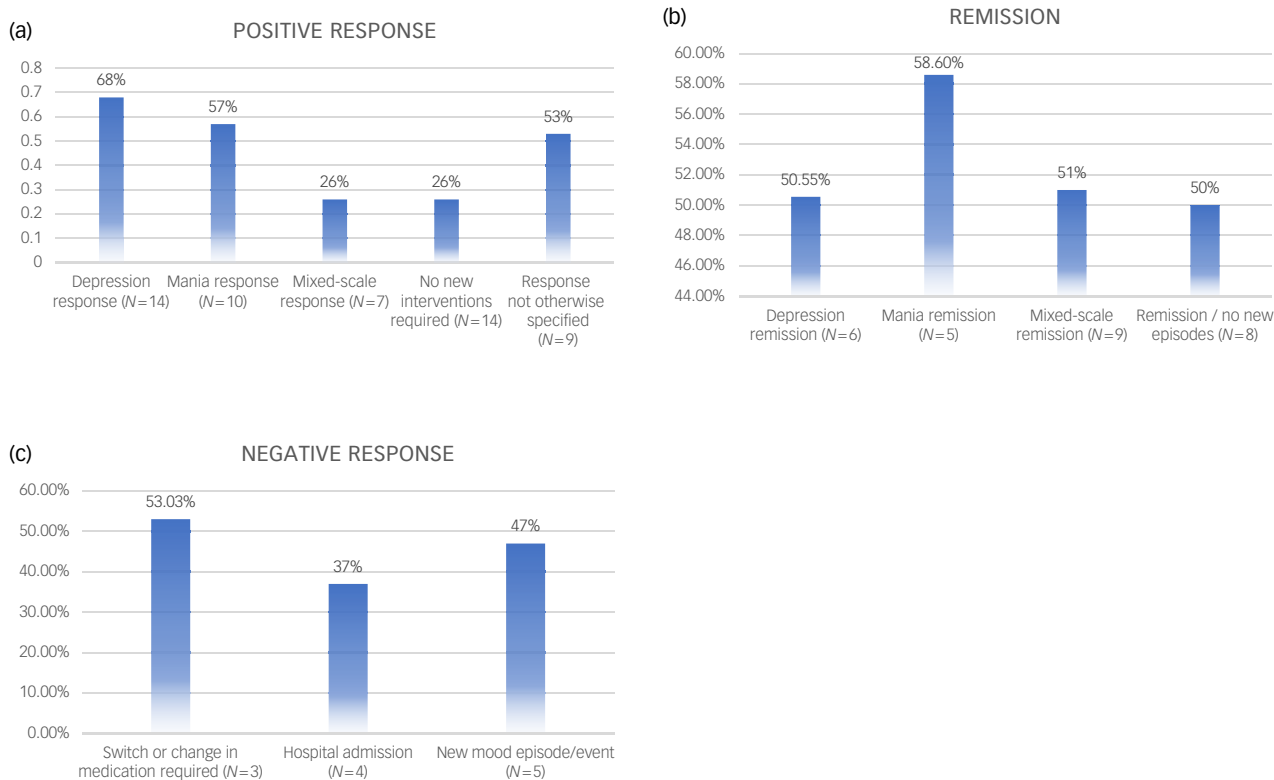 (a)
POSITIVE RESPONSE
0.8
0.7
0.6
0.5
0.4
0.3
0.2
0.1
0
68%
57%
26%
26%
53%
Depression
response (N=14)
Mania response
(N=10)
Mixed-scale
response (N=7)
No new
interventions
required (N=14)
Response
not otherwise
specified
(N=9)
(b)
REMISSION
60.00%
58.00%
56.00%
54.00%
52.00%
50.00%
48.00%
46.00%
44.00%
50.55%
58.60%
51%
50%
Depression
remission (N=6)
Mania remission
(N=5)
Mixed-scale
remission (N=9)
Remission / no new
episodes (N=8)
(c)
NEGATIVE RESPONSE
60.00%
50.00%
40.00%
30.00%
20.00%
10.00%
0.00%
53.03%
37%
47%
Switch or change in
medication required (N=3)
Hospital admission
(N=4)
New mood episode/event
(N=5)